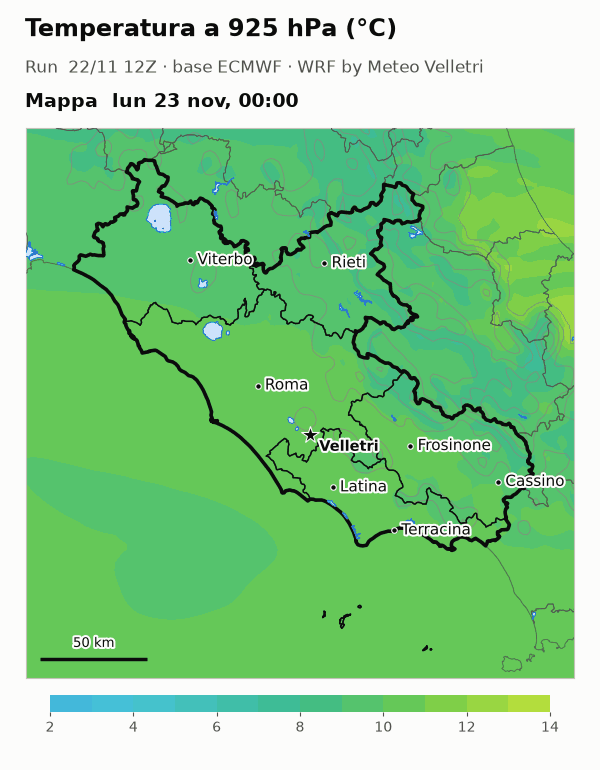 Temperatura a 925 hPa (°C)
Run  22/11 12Z · base ECMWF · WRF by Meteo Velletri
Mappa  lun 23 nov, 00:00
Viterbo
Rieti
Roma
Velletri
Frosinone
Latina
Cassino
Terracina
50 km
2 4 6 8 10 12 14